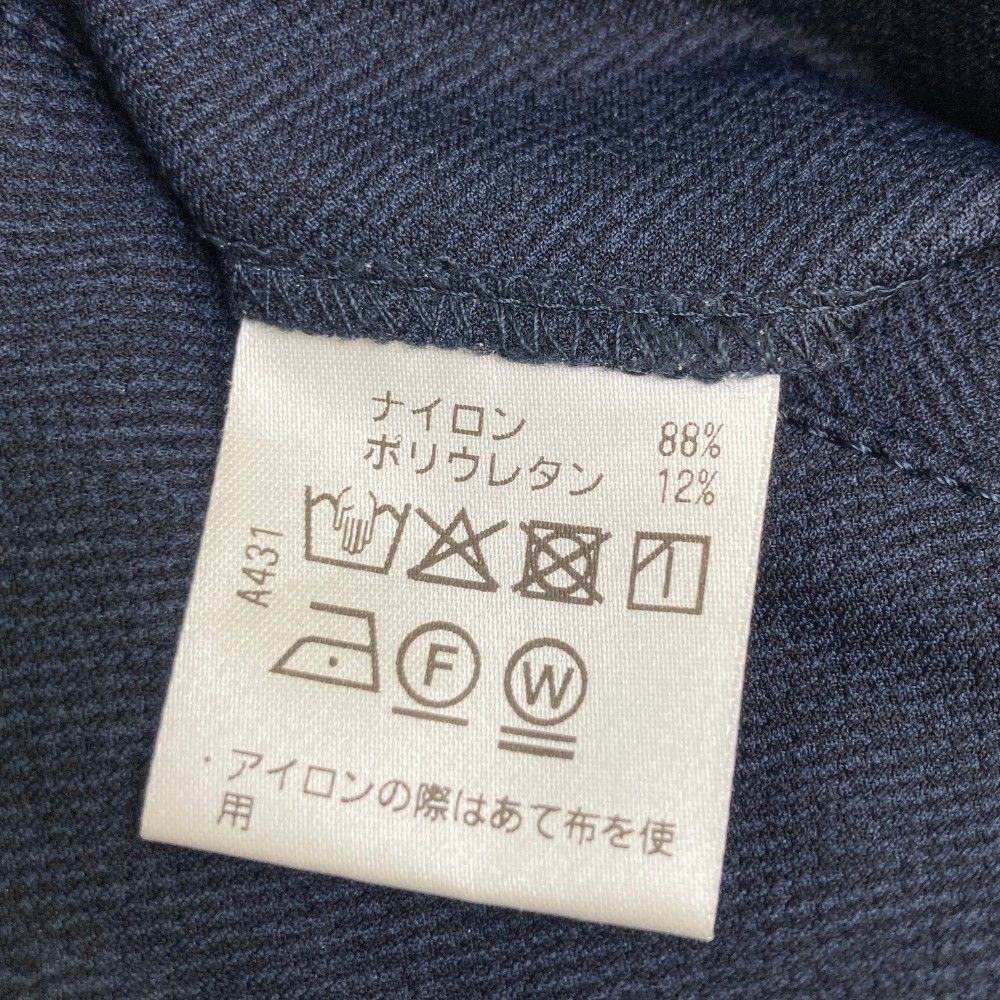 ナイロン 88%
ポリウレタン 12%
A431
F W
・アイロンの際はあて布を使
用